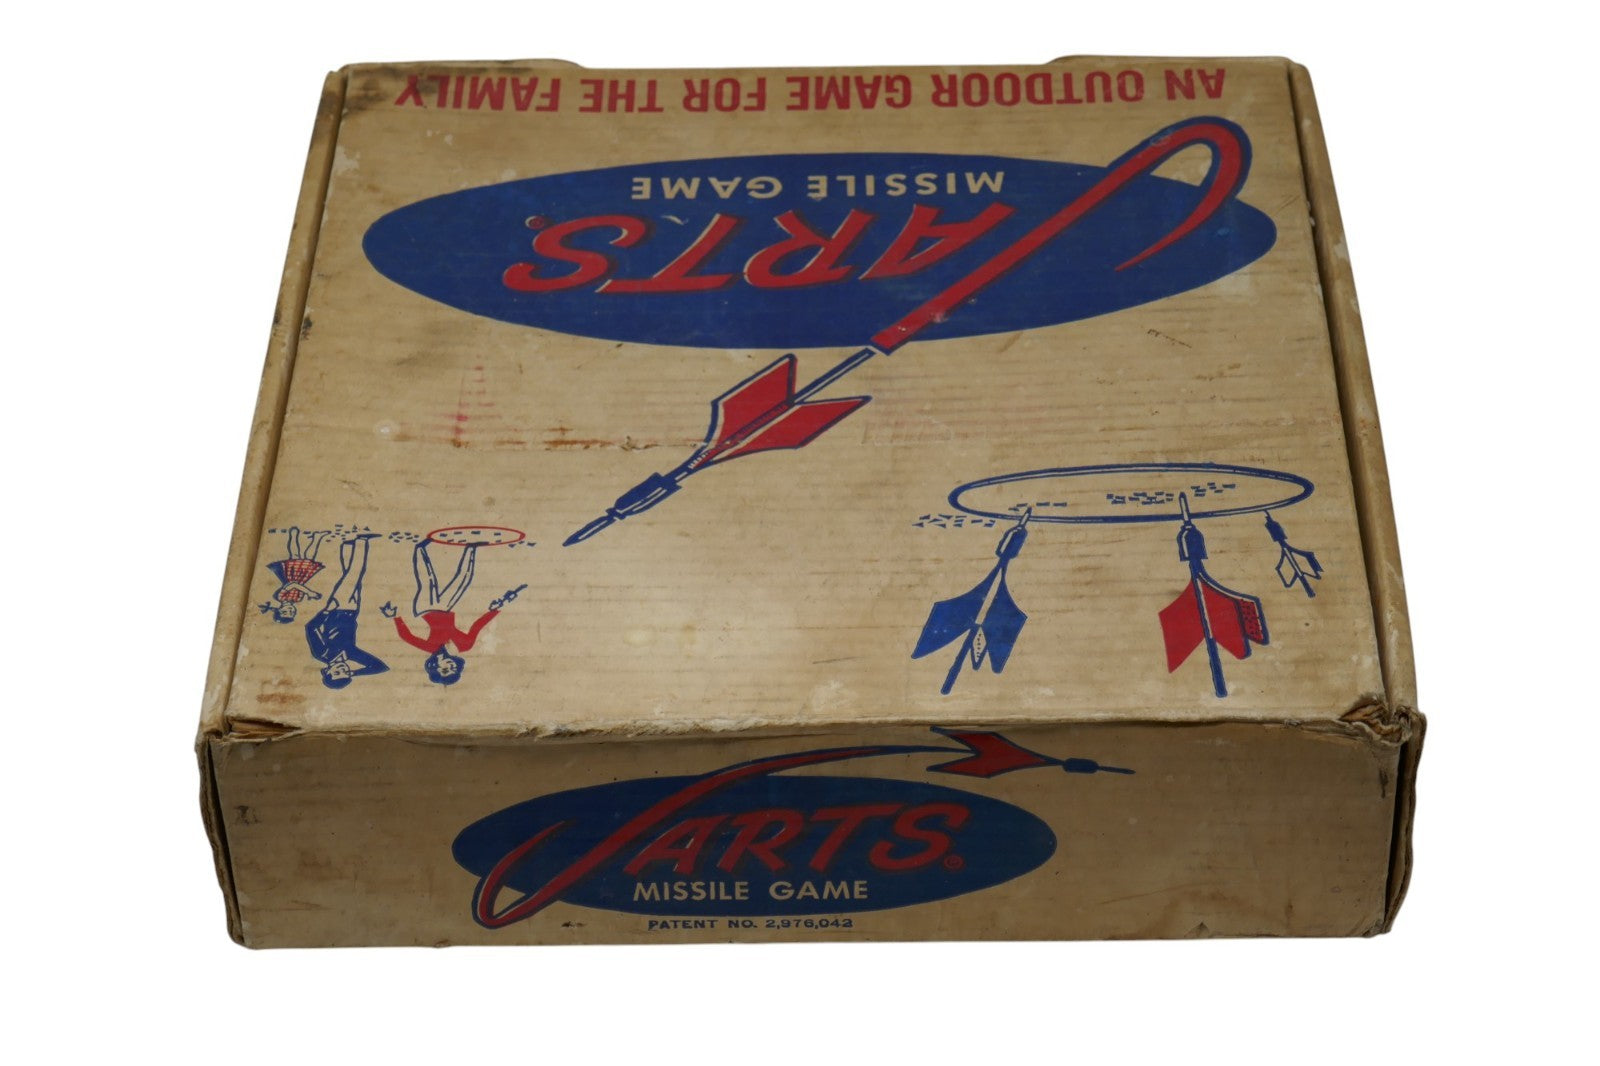 AN OUTDOOR GAME FOR THE FAMILY
MISSILE GAME
JARTS®
JARTS®
MISSILE GAME
PATENT NO. 2,976,042